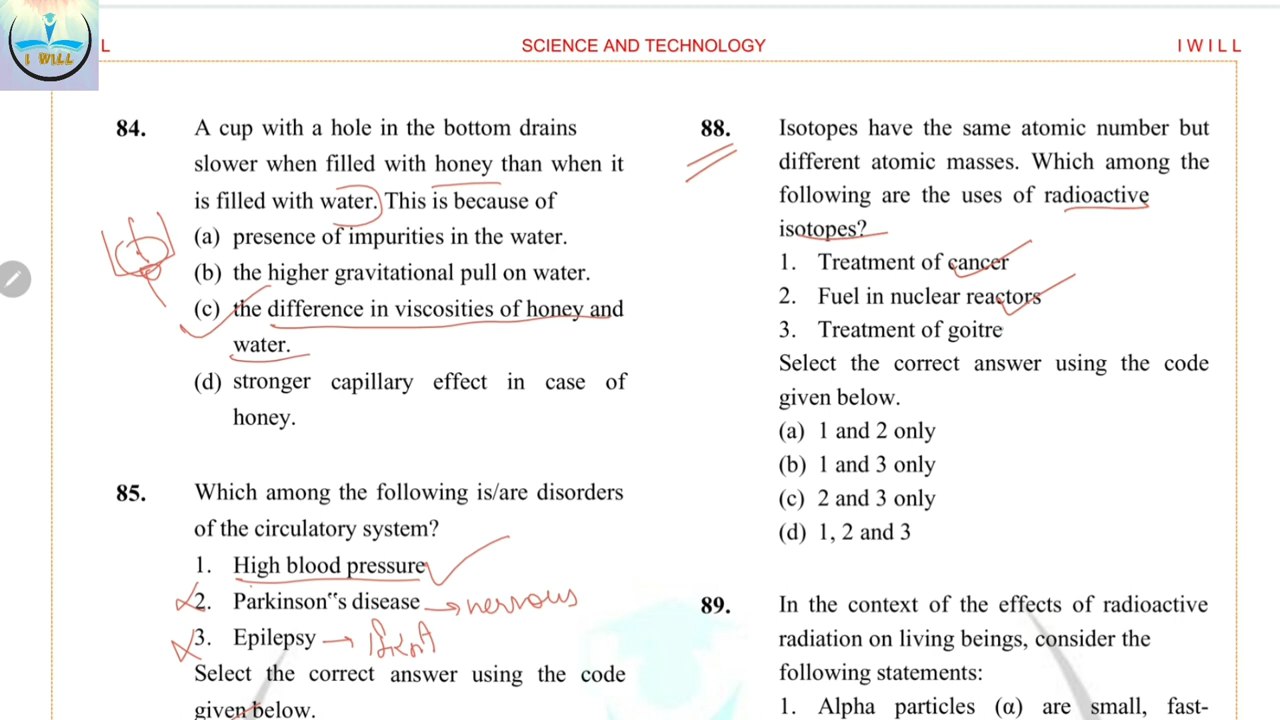 I WILL
L
SCIENCE AND TECHNOLOGY
I W I L L
84. A cup with a hole in the bottom drains
slower when filled with honey than when it
is filled with water. This is because of
(a) presence of impurities in the water.
(b) the higher gravitational pull on water.
(c) the difference in viscosities of honey and
water.
(d) stronger capillary effect in case of
honey.
85. Which among the following is/are disorders
of the circulatory system?
1. High blood pressure
2. Parkinson‟s disease → nervous
3. Epilepsy →
Select the correct answer using the code
given below.
88. Isotopes have the same atomic number but
different atomic masses. Which among the
following are the uses of radioactive
isotopes?
1. Treatment of cancer
2. Fuel in nuclear reactors
3. Treatment of goitre
Select the correct answer using the code
given below.
(a) 1 and 2 only
(b) 1 and 3 only
(c) 2 and 3 only
(d) 1, 2 and 3
89. In the context of the effects of radioactive
radiation on living beings, consider the
following statements:
1. Alpha particles (α) are small, fast-